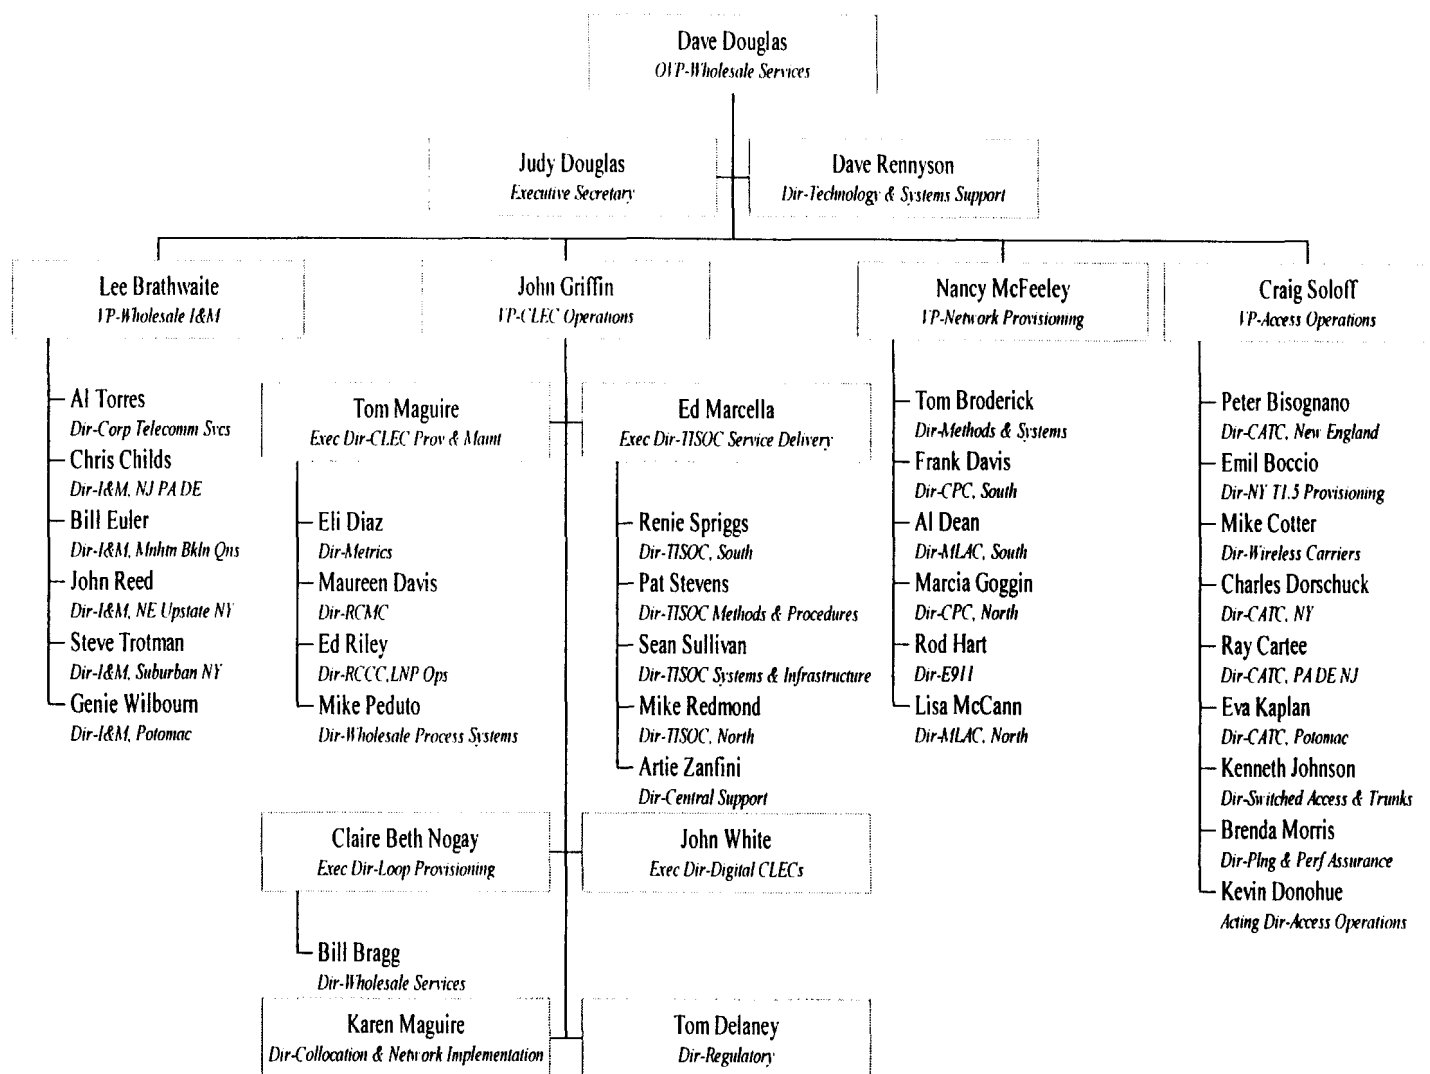 Dave Douglas
OVP-Wholesale Services
Judy Douglas
Executive Secretary
Dave Rennyson
Dir-Technology & Systems Support
Lee Brathwaite
VP-Wholesale I&M
John Griffin
VP-CLEC Operations
Nancy McFeeley
VP-Network Provisioning
Craig Soloff
VP-Access Operations
Al Torres
Dir-Corp Telecomm Svcs
Chris Childs
Dir-I&M, NJ PA DE
Bill Euler
Dir-I&M, Mnhtn Bkln Qns
John Reed
Dir-I&M, NE Upstate NY
Steve Trotman
Dir-I&M, Suburban NY
Genie Wilbourn
Dir-I&M, Potomac
Tom Maguire
Exec Dir-CLEC Prov & Maint
Eli Diaz
Dir-Metrics
Maureen Davis
Dir-RCMC
Ed Riley
Dir-RCCC,LNP Ops
Mike Peduto
Dir-Wholesale Process Systems
Ed Marcella
Exec Dir-TISOC Service Delivery
Renie Spriggs
Dir-TISOC, South
Pat Stevens
Dir-TISOC Methods & Procedures
Sean Sullivan
Dir-TISOC Systems & Infrastructure
Mike Redmond
Dir-TISOC, North
Artie Zanfini
Dir-Central Support
Claire Beth Nogay
Exec Dir-Loop Provisioning
Bill Bragg
Dir-Wholesale Services
John White
Exec Dir-Digital CLECs
Karen Maguire
Dir-Collocation & Network Implementation
Tom Delaney
Dir-Regulatory
Tom Broderick
Dir-Methods & Systems
Frank Davis
Dir-CPC, South
Al Dean
Dir-MLAC, South
Marcia Goggin
Dir-CPC, North
Rod Hart
Dir-E911
Lisa McCann
Dir-MLAC, North
Peter Bisognano
Dir-CATC, New England
Emil Boccio
Dir-NY T1.5 Provisioning
Mike Cotter
Dir-Wireless Carriers
Charles Dorschuck
Dir-CATC, NY
Ray Cartee
Dir-CATC, PA DE NJ
Eva Kaplan
Dir-CATC, Potomac
Kenneth Johnson
Dir-Switched Access & Trunks
Brenda Morris
Dir-Plng & Perf Assurance
Kevin Donohue
Acting Dir-Access Operations